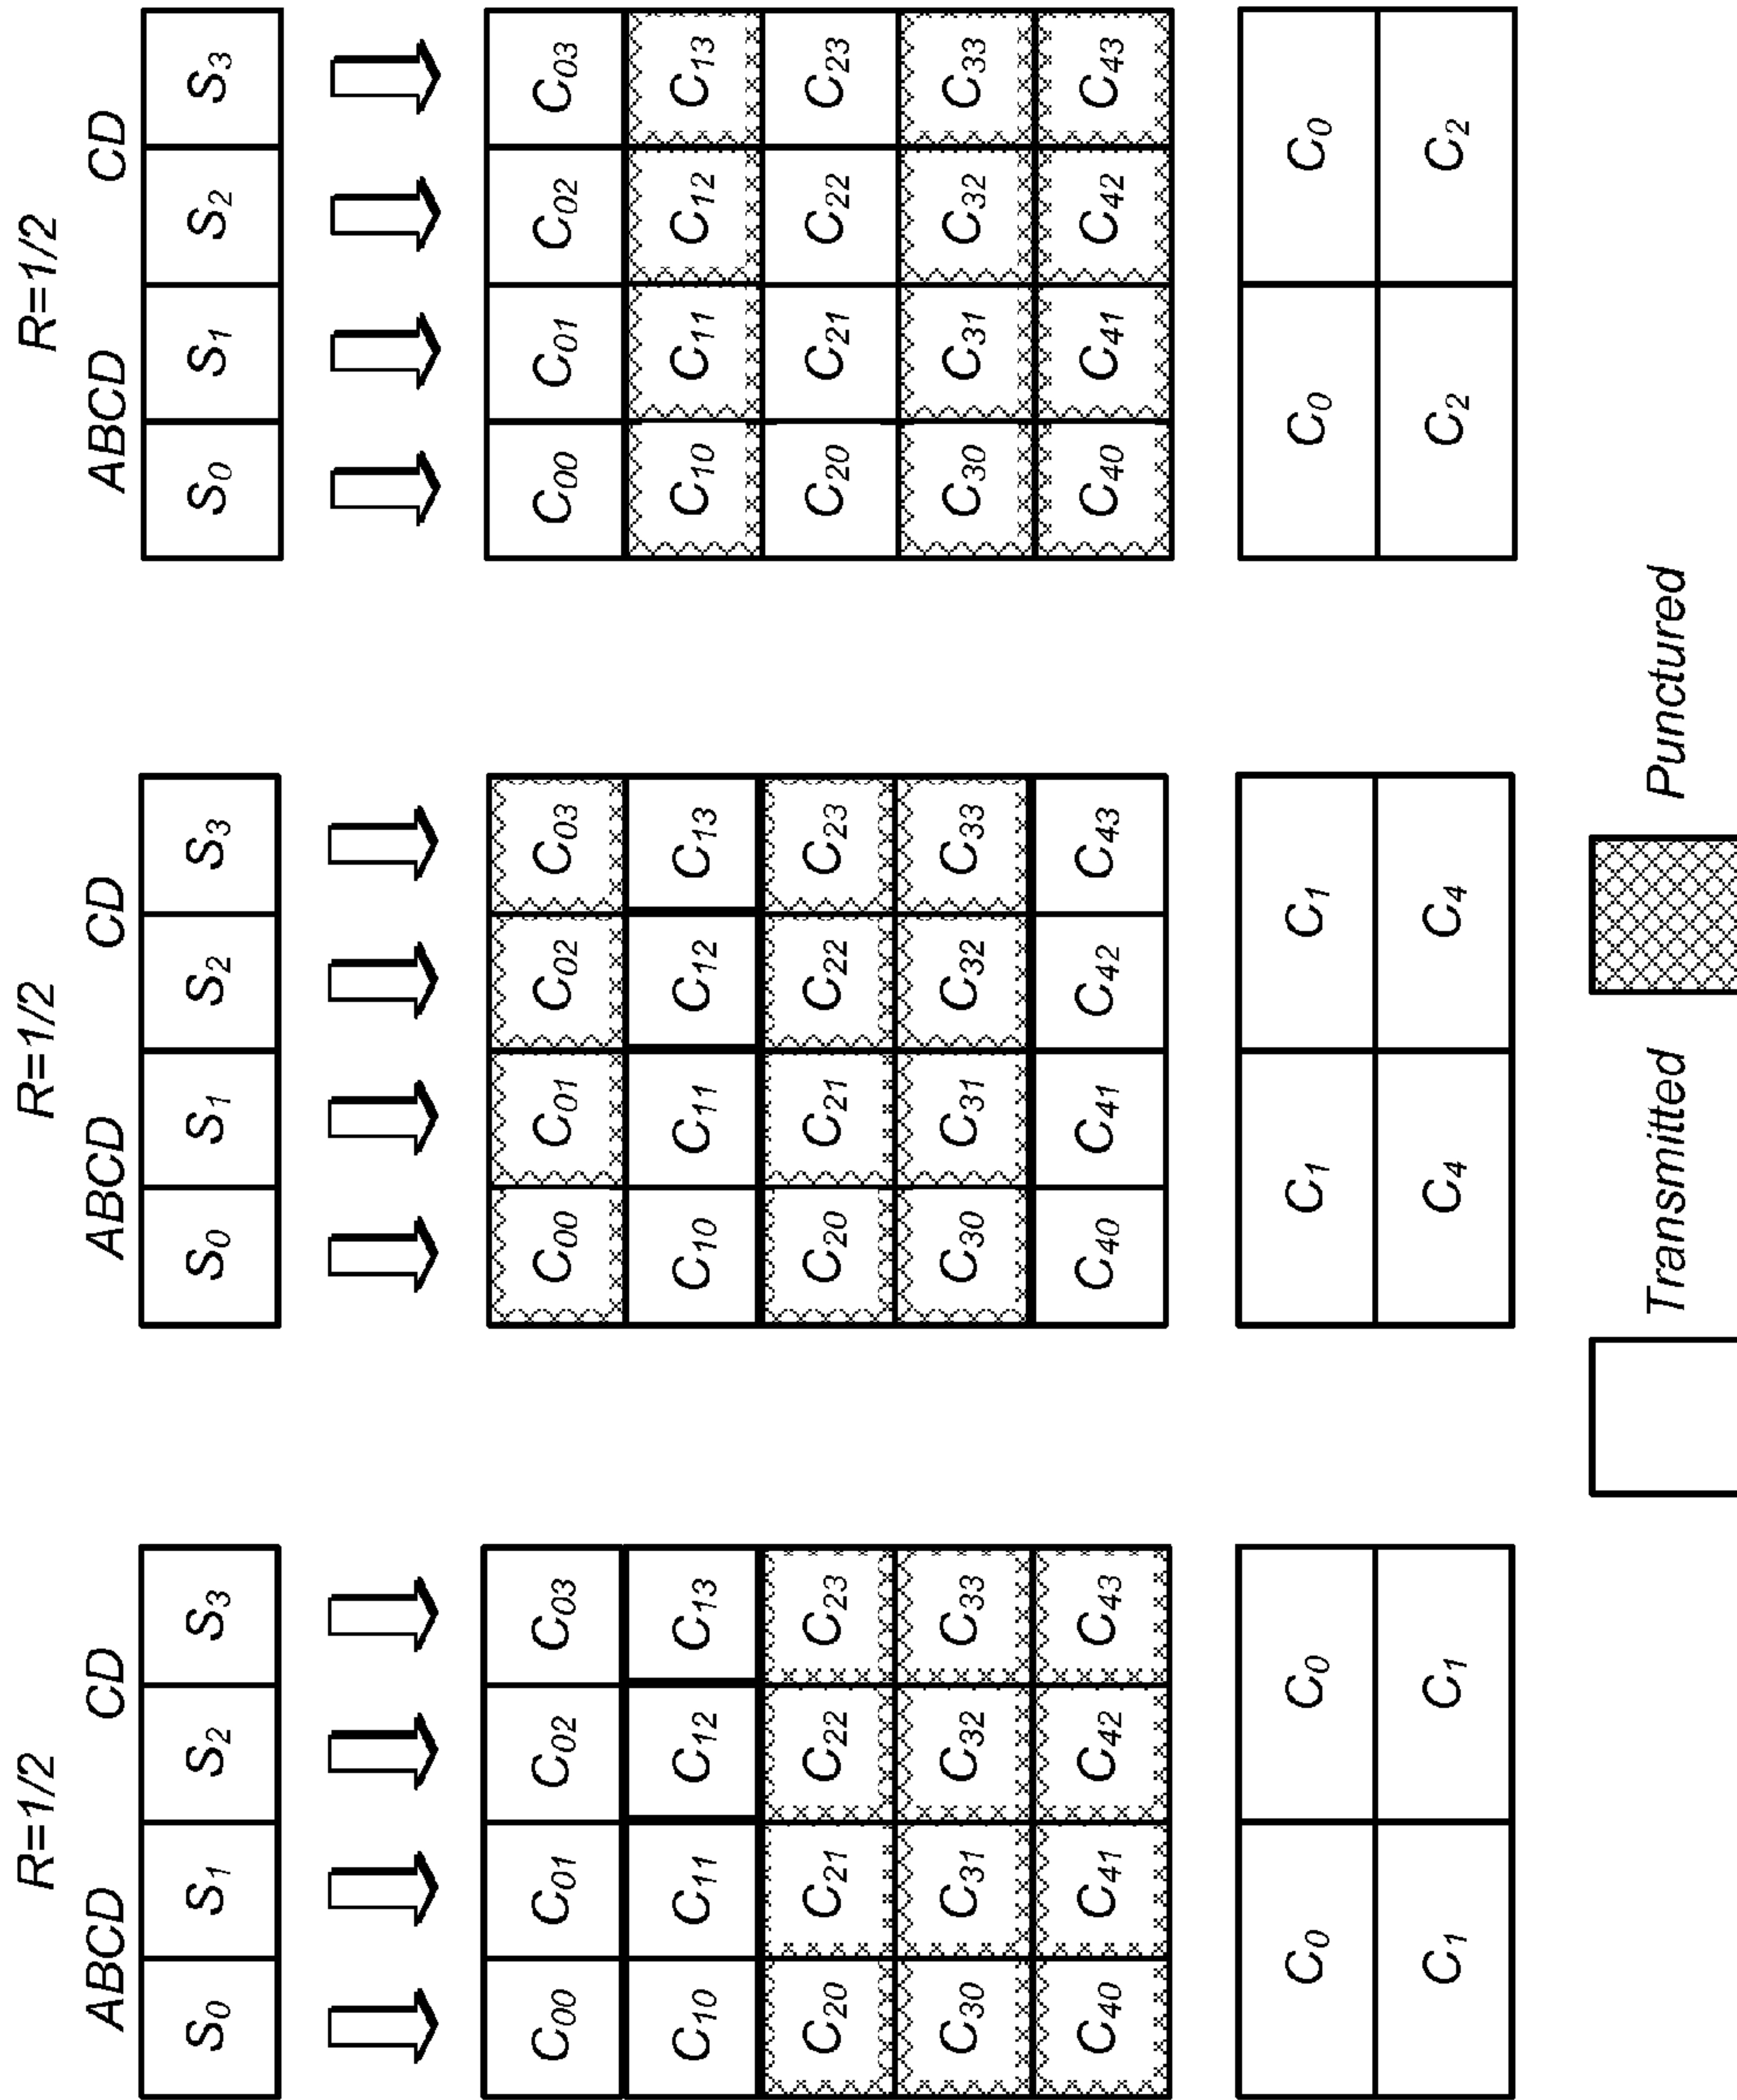 R=1/2
ABCD CD
S₀ S₁ S₂ S₃
C₀₀ C₀₁ C₀₂ C₀₃
C₁₀ C₁₁ C₁₂ C₁₃
C₂₀ C₂₁ C₂₂ C₂₃
C₃₀ C₃₁ C₃₂ C₃₃
C₄₀ C₄₁ C₄₂ C₄₃
C₀ C₀
C₁ C₁
R=1/2
ABCD CD
S₀ S₁ S₂ S₃
C₀₀ C₀₁ C₀₂ C₀₃
C₁₀ C₁₁ C₁₂ C₁₃
C₂₀ C₂₁ C₂₂ C₂₃
C₃₀ C₃₁ C₃₂ C₃₃
C₄₀ C₄₁ C₄₂ C₄₃
C₁ C₁
C₄ C₄
R=1/2
ABCD CD
S₀ S₁ S₂ S₃
C₀₀ C₀₁ C₀₂ C₀₃
C₁₀ C₁₁ C₁₂ C₁₃
C₂₀ C₂₁ C₂₂ C₂₃
C₃₀ C₃₁ C₃₂ C₃₃
C₄₀ C₄₁ C₄₂ C₄₃
C₀ C₀
C₂ C₂
Transmitted Punctured